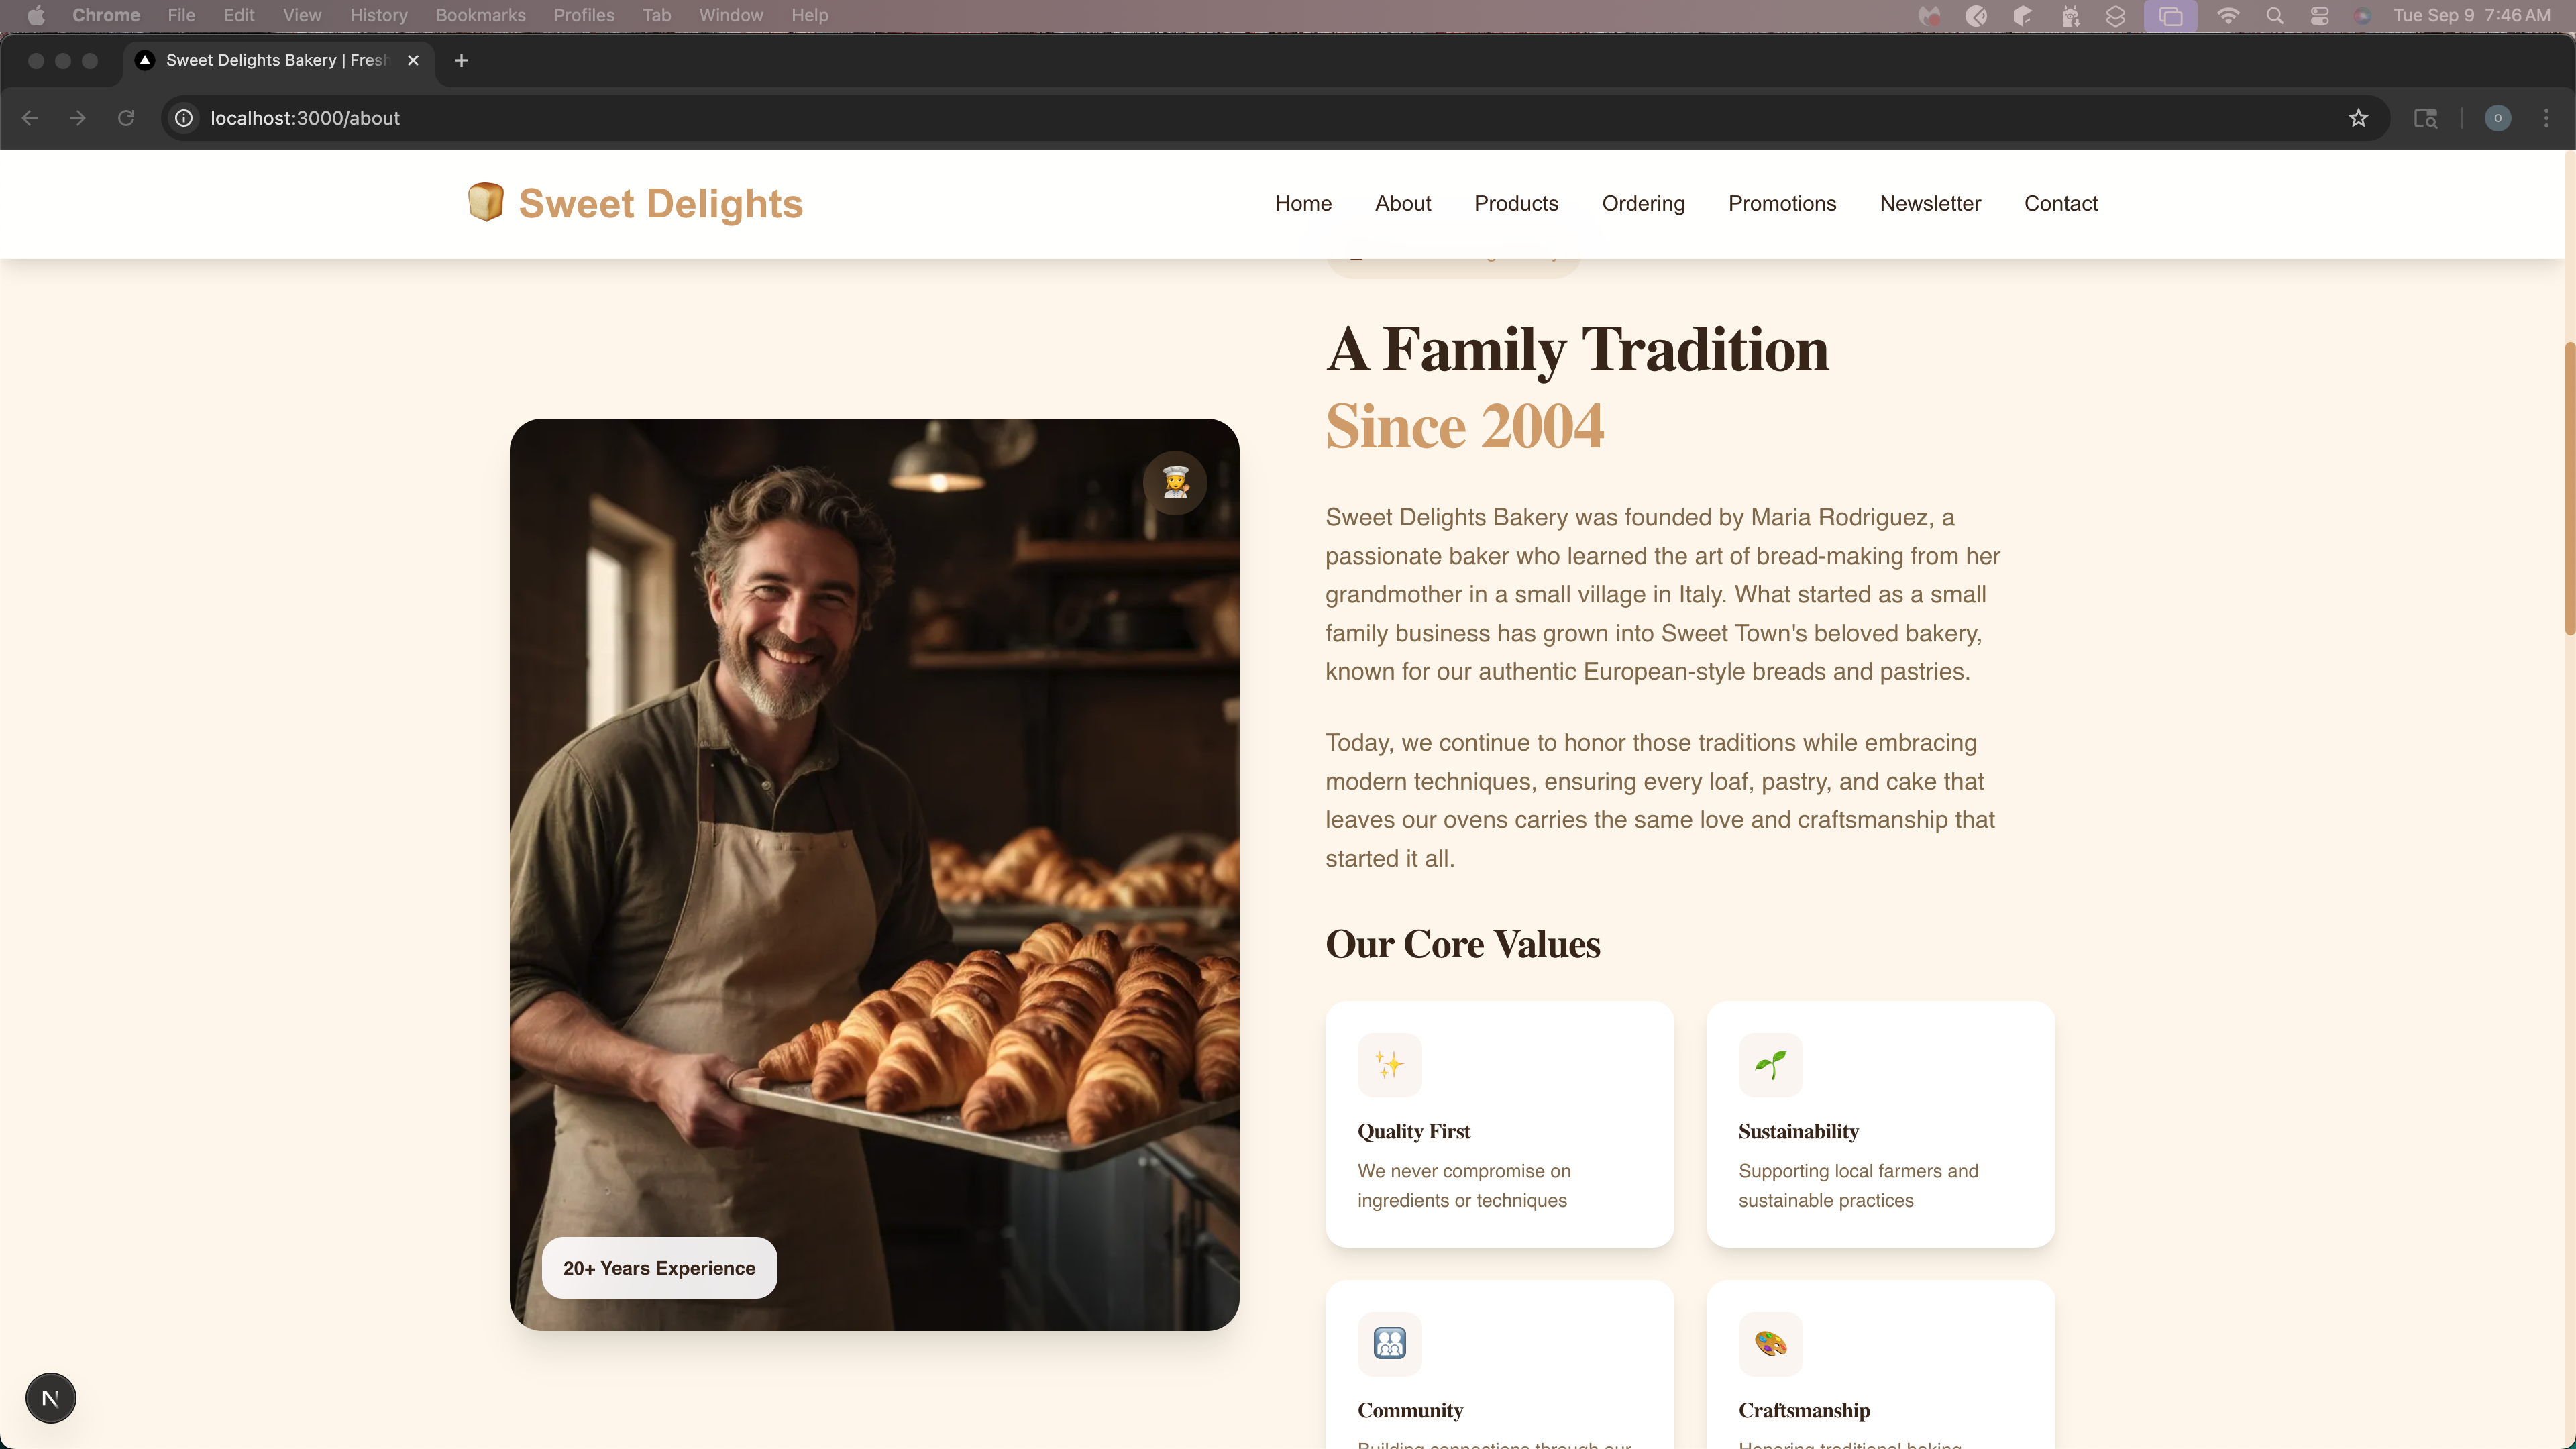 Chrome File Edit View History Bookmarks Profiles Tab Window Help
Tue Sep 9 7:46 AM
Sweet Delights Bakery | Fresh
localhost:3000/about
O
Sweet Delights
Home About Products Ordering Promotions Newsletter Contact
A Family Tradition
Since 2004
Sweet Delights Bakery was founded by Maria Rodriguez, a
passionate baker who learned the art of bread-making from her
grandmother in a small village in Italy. What started as a small
family business has grown into Sweet Town's beloved bakery,
known for our authentic European-style breads and pastries.
Today, we continue to honor those traditions while embracing
modern techniques, ensuring every loaf, pastry, and cake that
leaves our ovens carries the same love and craftsmanship that
started it all.
Our Core Values
Quality First
We never compromise on
ingredients or techniques
Sustainability
Supporting local farmers and
sustainable practices
20+ Years Experience
Community
Building connections through our
Craftsmanship
Honoring traditional baking
N